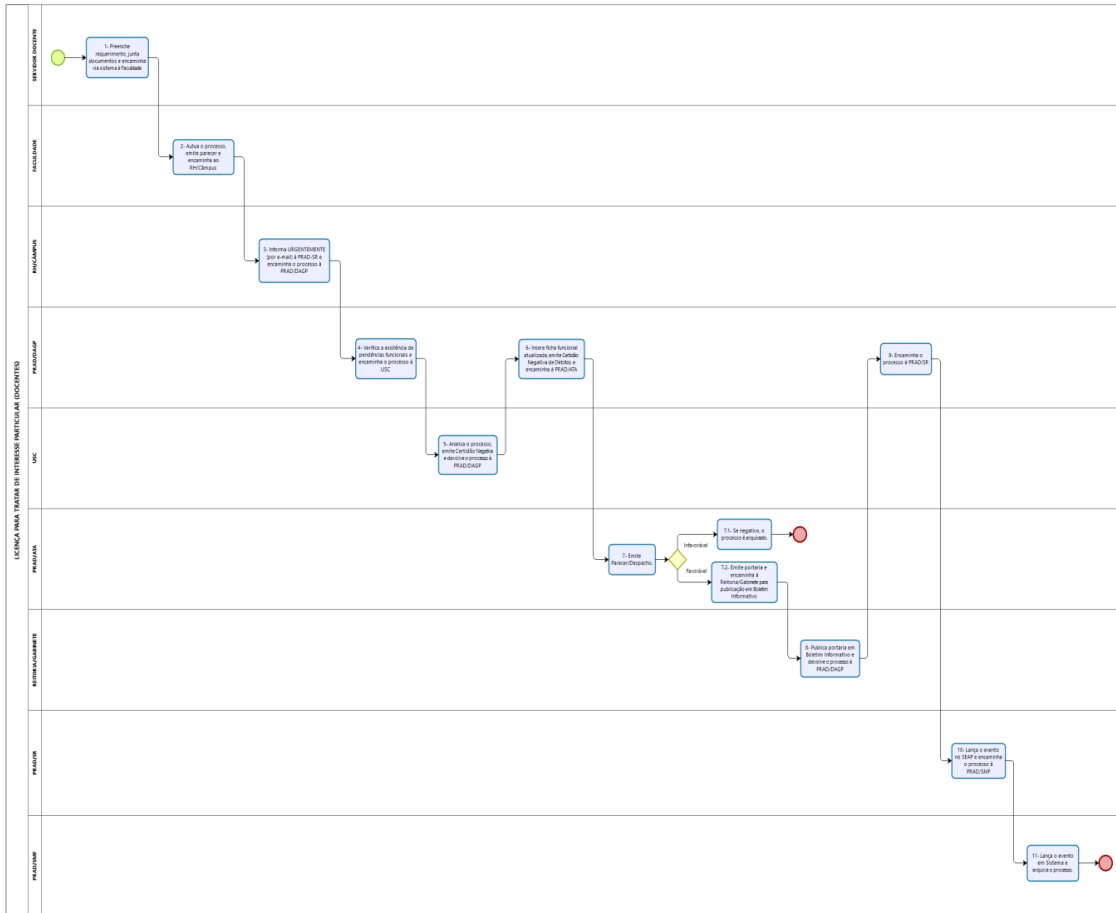 LICENÇA PARA TRATAR DE INTERESSE PARTICULAR (DOCENTES)
SERVIDOR DOCENTE
1- Preenche
requerimento, junta
documentos e encaminha
via sistema à Faculdade
FACULDADE
2- Autua o processo,
emite parecer e
encaminha ao
RH/Câmpus
RH/CÂMPUS
3- Informa URGENTEMENTE
(por e-mail) à PRAD-SR e
encaminha o processo à
PRAD/DAGP
PRAD/DAGP
4- Verifica a existência de
pendências funcionais e
encaminha o processo à
USC
6- Insere ficha funcional
atualizada, emite Certidão
Negativa de Débitos e
encaminha à PRAD/ATA
9- Encaminha o
processo à PRAD/SR
USC
5- Analisa o processo,
emite Certidão Negativa
e devolve o processo à
PRAD/DAGP
PRAD/ATA
7- Emite
Parecer/Despacho.
Infavorável
Favorável
7.1- Se negativo, o
processo é arquivado.
7.2- Emite portaria e
encaminha à
Reitoria/Gabinete para
publicação em Boletim
Informativo
REITORIA/GABINETE
8- Publica portaria em
Boletim Informativo e
devolve o processo à
PRAD/DAGP
PRAD/SR
10- Lança o evento
no SEAP e encaminha
o processo à
PRAD/SMF
PRAD/SMF
11- Lança o evento
em Sistema e
arquiva o processo.